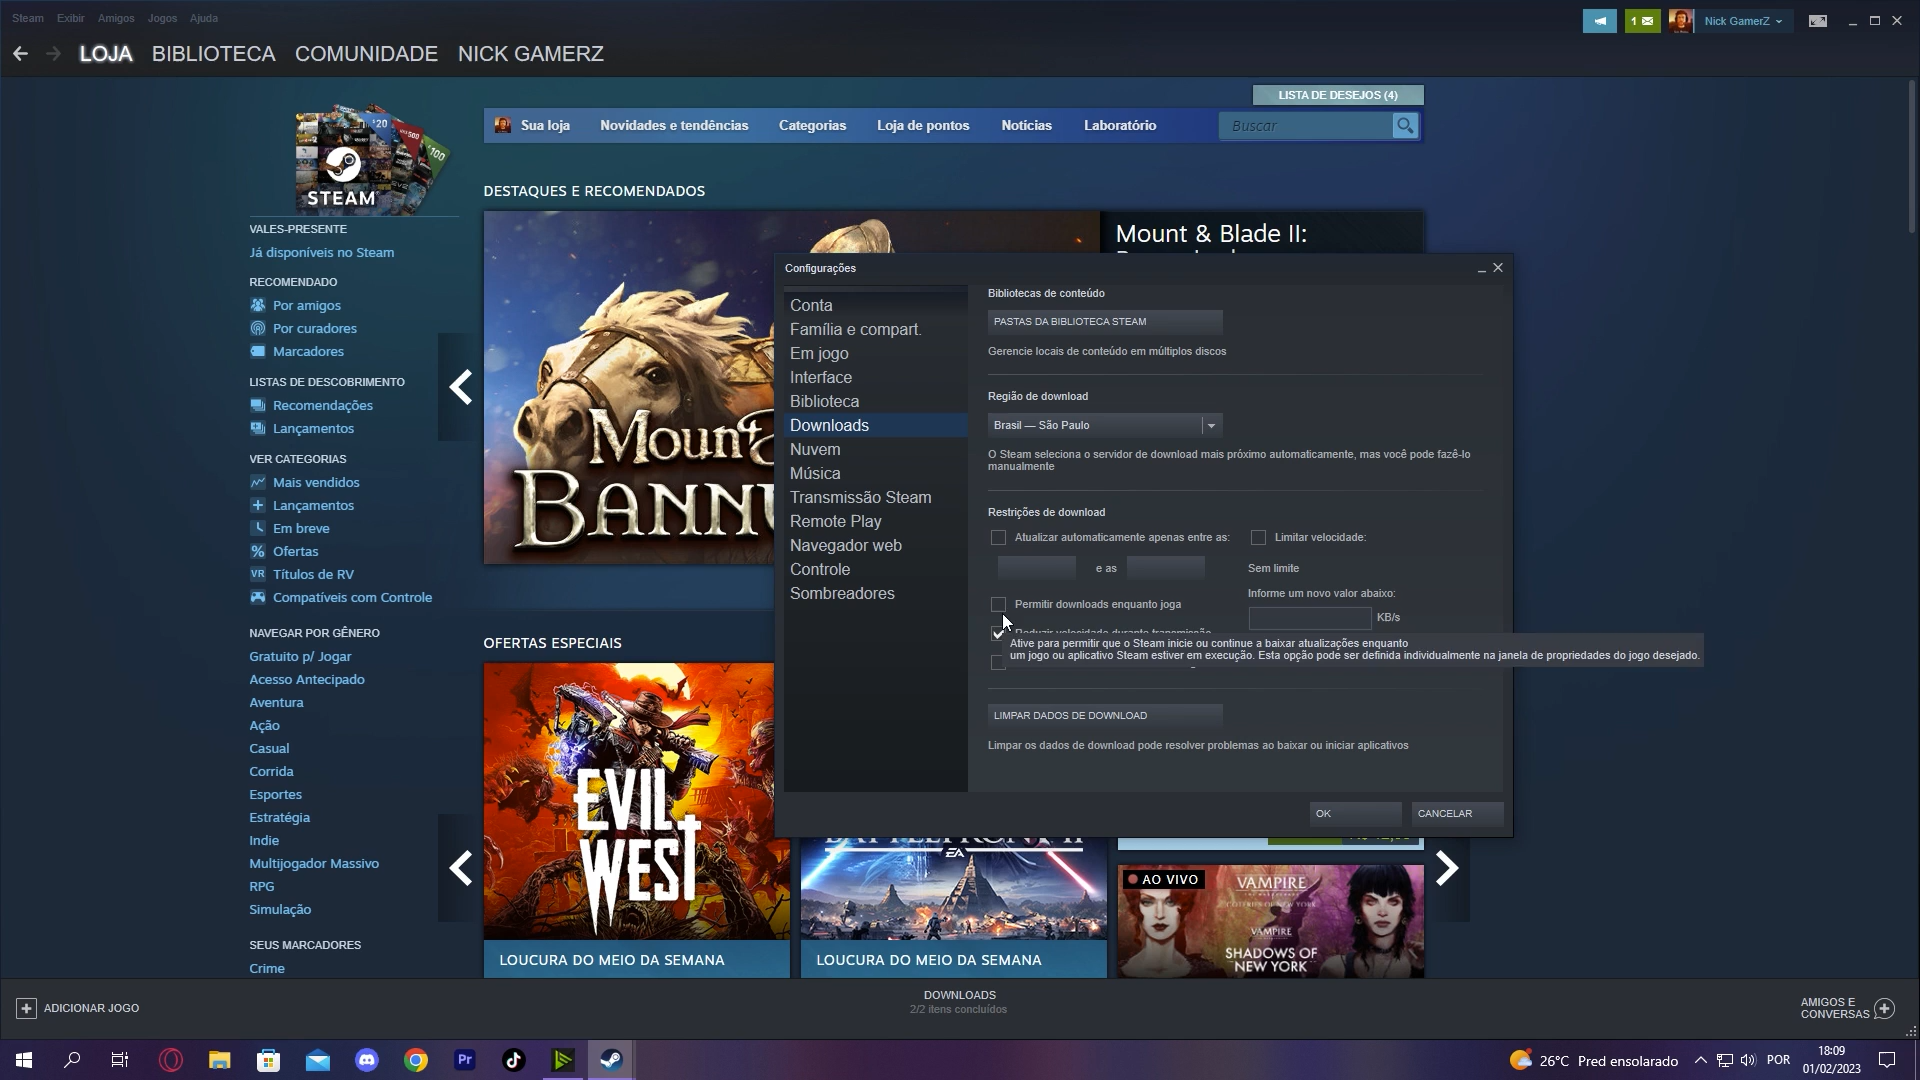 Steam Exibir Amigos Jogos Ajuda
1
Nick GamerZ
LOJA BIBLIOTECA COMUNIDADE NICK GAMERZ
LISTA DE DESEJOS (4)
Sua loja Novidades e tendências Categorias Loja de pontos Notícias Laboratório
Buscar
STEAM
VALES-PRESENTE
Já disponíveis no Steam
RECOMENDADO
Por amigos
Por curadores
Marcadores
LISTAS DE DESCOBRIMENTO
Recomendações
Lançamentos
VER CATEGORIAS
Mais vendidos
Lançamentos
Em breve
Ofertas
VR Títulos de RV
Compatíveis com Controle
NAVEGAR POR GÊNERO
Gratuito p/ Jogar
Acesso Antecipado
Aventura
Ação
Casual
Corrida
Esportes
Estratégia
Indie
Multijogador Massivo
RPG
Simulação
SEUS MARCADORES
Crime
DESTAQUES E RECOMENDADOS
Mount & Blade II:
OFERTAS ESPECIAIS
EVIL
WEST
LOUCURA DO MEIO DA SEMANA
EA
LOUCURA DO MEIO DA SEMANA
AO VIVO
VAMPIRE
VAMPIRE
SHADOWS OF
NEW YORK
Configurações
Conta
Família e compart.
Em jogo
Interface
Biblioteca
Downloads
Nuvem
Música
Transmissão Steam
Remote Play
Navegador web
Controle
Sombreadores
Bibliotecas de conteúdo
PASTAS DA BIBLIOTECA STEAM
Gerencie locais de conteúdo em múltiplos discos
Região de download
Brasil — São Paulo
O Steam seleciona o servidor de download mais próximo automaticamente, mas você pode fazê-lo
manualmente
Restrições de download
Atualizar automaticamente apenas entre as:
e as
Limitar velocidade:
Sem limite
Informe um novo valor abaixo:
KB/s
Permitir downloads enquanto joga
Reduzir velocidade durante transmissão
Ative para permitir que o Steam inicie ou continue a baixar atualizações enquanto
um jogo ou aplicativo Steam estiver em execução. Esta opção pode ser definida individualmente na janela de propriedades do jogo desejado.
LIMPAR DADOS DE DOWNLOAD
Limpar os dados de download pode resolver problemas ao baixar ou iniciar aplicativos
OK
CANCELAR
ADICIONAR JOGO
DOWNLOADS
2/2 itens concluídos
AMIGOS E
CONVERSAS
Pr
26°C Pred ensolarado
POR
18:09
01/02/2023